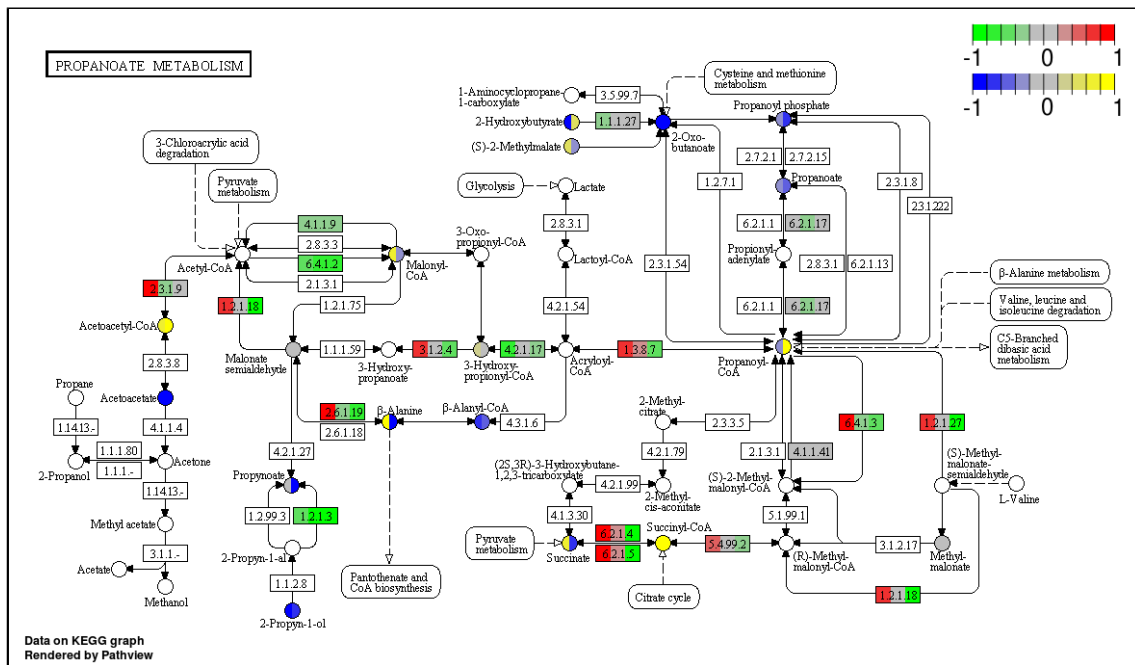 PROPANOATE METABOLISM
-1 0 1
-1 0 1
Cysteine and methionine
metabolism
1-Aminocyclopropane
1-carboxylate
3.5.99.7
Propanoyl phosphate
2-Hydroxybutyrate
1.1.1.27
2-Oxo-
butanoate
(S)-2-Methylmalate
3-Chloroacrylic acid
degradation
Pyruvate
metabolism
Glycolysis
Lactate
2.7.2.1
2.7.2.15
1.2.7.1
2.3.1.8
Propanoate
2.3.1.222
4.1.1.9
2.8.3.3
6.4.1.2
2.1.3.1
Acetyl-CoA
Malonyl-
CoA
3-Oxo-
propionyl-CoA
2.8.3.1
Lactoyl-CoA
6.2.1.1
6.2.1.17
Propionyl-
adenylate
2.3.1.54
2.8.3.1
6.2.1.13
β-Alanine metabolism
2.3.1.9
1.2.1.18
1.2.1.75
4.2.1.54
6.2.1.1
6.2.1.17
Valine, leucine and
isoleucine degradation
Acetoacetyl-CoA
C5-Branched
dibasic acid
metabolism
2.8.3.8
Malonate
semialdehyde
1.1.1.59
3-Hydroxy-
propanoate
3.1.2.4
3-Hydroxy-
propionyl-CoA
4.2.1.17
Acryloyl-
CoA
1.3.8.7
Propanoyl-
CoA
Propane
Acetoacetate
1.14.13.-
4.1.1.4
2.6.1.19
2.6.1.18
β-Alanine
β-Alanyl-CoA
4.3.1.6
2-Methyl-
citrate
2.3.3.5
6.4.1.3
1.2.1.27
1.1.1.80
1.1.1.-
2-Propanol
Acetone
4.2.1.27
4.2.1.79
2.1.3.1
4.1.1.41
(2S,3R)-3-Hydroxybutane-
1,2,3-tricarboxylate
4.2.1.99
2-Methyl-
cis-aconitate
(S)-2-Methyl-
malonyl-CoA
(S)-Methyl-
malonate-
semialdehyde
L-Valine
1.14.13.-
Propynoate
1.2.99.3
1.2.1.3
4.1.3.30
5.1.99.1
Methyl acetate
Pyruvate
metabolism
6.2.1.4
6.2.1.5
Succinate
Succinyl-CoA
5.4.99.2
(R)-Methyl-
malonyl-CoA
3.1.2.17
Methyl-
malonate
3.1.1.-
2-Propyn-1-al
Acetate
Methanol
1.1.2.8
Pantothenate and
CoA biosynthesis
Citrate cycle
1.2.1.18
2-Propyn-1-ol
Data on KEGG graph
Rendered by Pathview